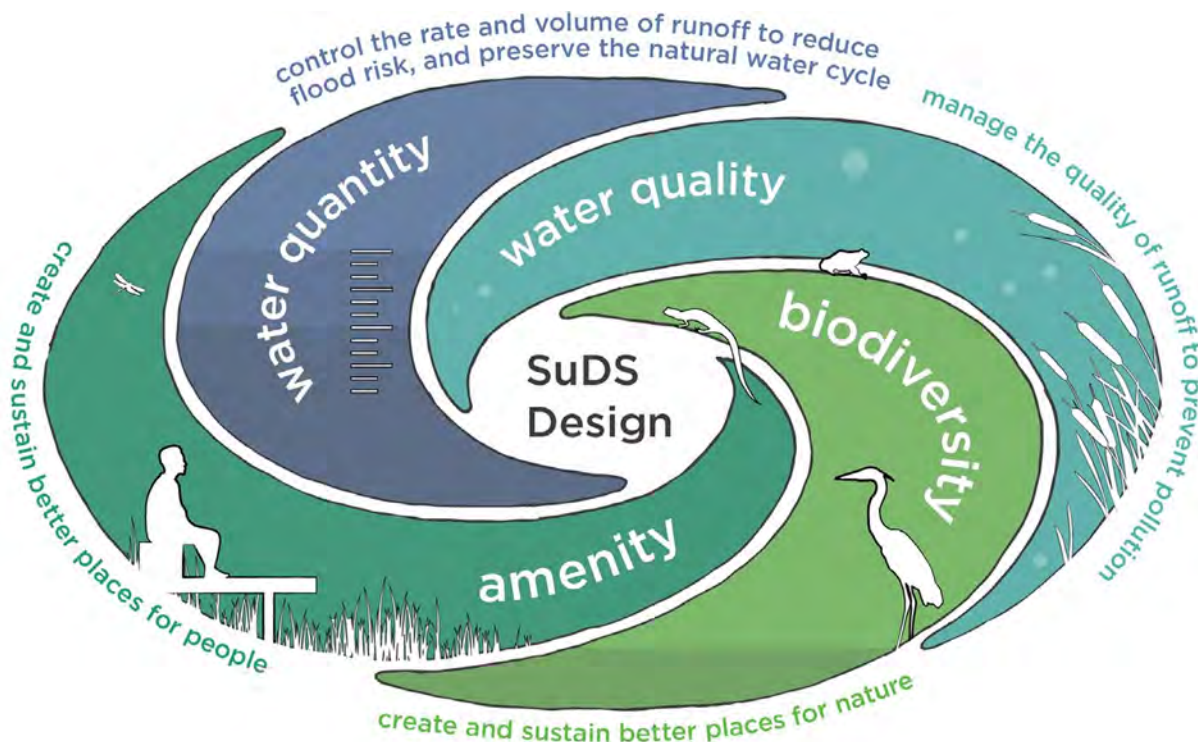 control the rate and volume of runoff to reduce
flood risk, and preserve the natural water cycle
water quantity
manage the quality of runoff to prevent pollution
water quality
biodiversity
create and sustain better places for nature
amenity
create and sustain better places for people
SuDS
Design